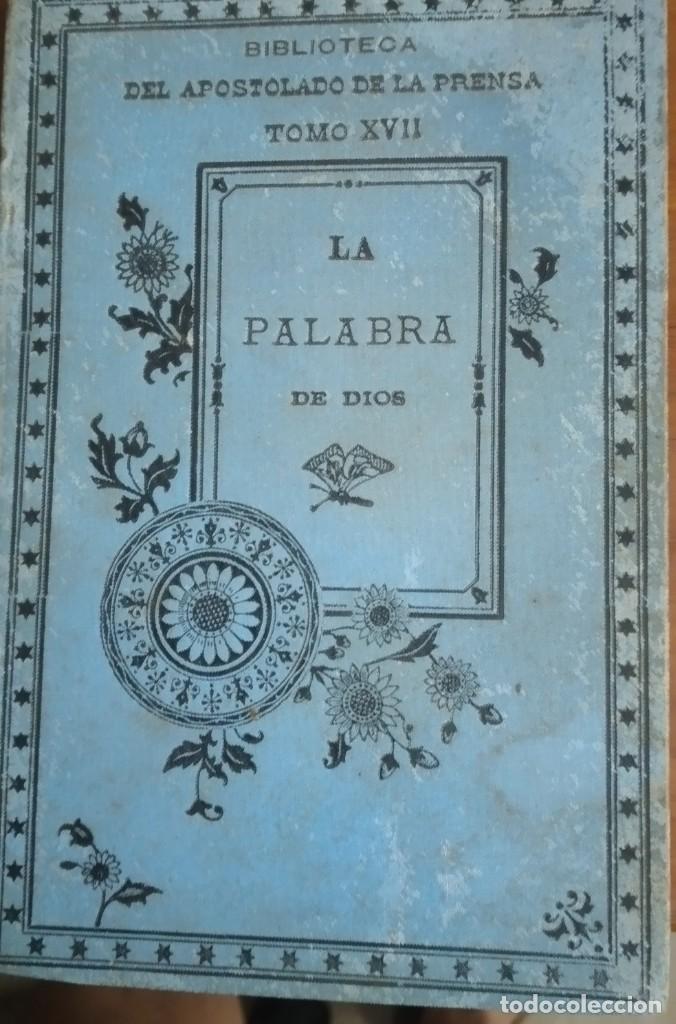 BIBLIOTECA
DEL APOSTOLADO DE LA PRENSA
TOMO XVII
LA
PALABRA
DE DIOS
todocoleccion